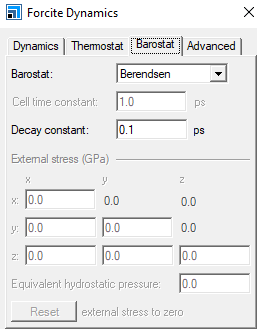 Forcite Dynamics
Dynamics Thermostat Barostat Advanced
Barostat: Berendsen
Cell time constant: 1.0 ps
Decay constant: 0.1 ps
External stress (GPa)
x y z
x: 0.0 0.0 0.0
y: 0.0 0.0 0.0
z: 0.0 0.0 0.0
Equivalent hydrostatic pressure: 0.0
Reset external stress to zero